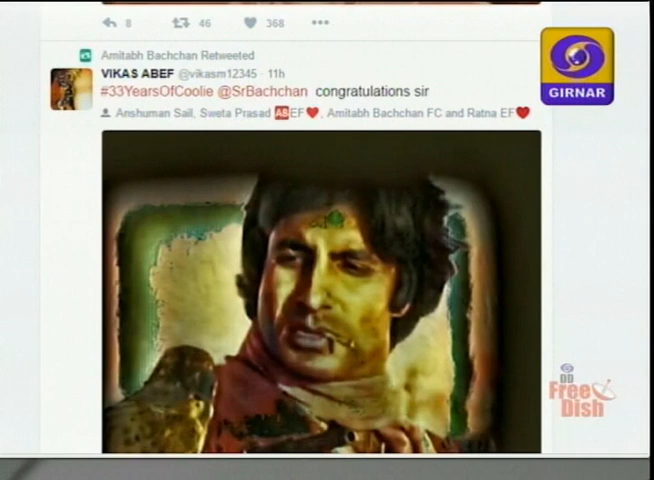 8 46 368
Amitabh Bachchan Retweeted
VIKAS ABEF @vikasm12345 · 11h
#33YearsOfCoolie @SrBachchan congratulations sir
Anshuman Sail, Sweta Prasad ABEF❤, Amitabh Bachchan FC and Ratna EF❤
GIRNAR
DD
Free
Dish